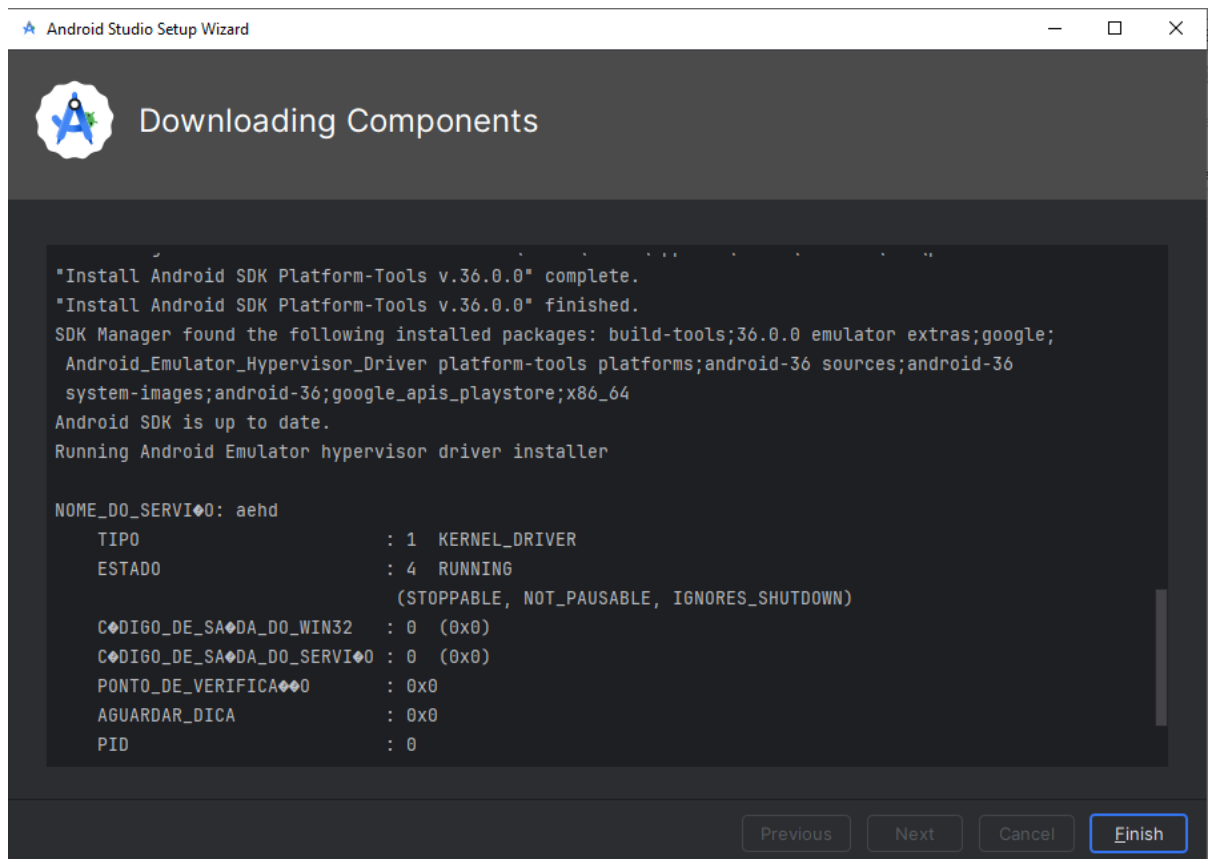 Android Studio Setup Wizard
Downloading Components
"Install Android SDK Platform-Tools v.36.0.0" complete.
"Install Android SDK Platform-Tools v.36.0.0" finished.
SDK Manager found the following installed packages: build-tools;36.0.0 emulator extras;google;
Android_Emulator_Hypervisor_Driver platform-tools platforms;android-36 sources;android-36
system-images;android-36;google_apis_playstore;x86_64
Android SDK is up to date.
Running Android Emulator hypervisor driver installer
NOME_DO_SERVI�O: aehd
TIPO : 1 KERNEL_DRIVER
ESTADO : 4 RUNNING
(STOPPABLE, NOT_PAUSABLE, IGNORES_SHUTDOWN)
C�DIGO_DE_SA�DA_DO_WIN32 : 0 (0x0)
C�DIGO_DE_SA�DA_DO_SERVI�O : 0 (0x0)
PONTO_DE_VERIFICA��O : 0x0
AGUARDAR_DICA : 0x0
PID : 0
Previous
Next
Cancel
Finish